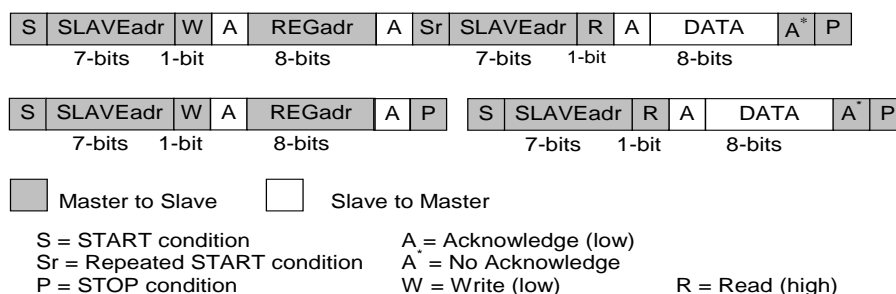 S SLAVEadr W A REGadr A Sr SLAVEadr R A DATA A* P
7-bits 1-bit 8-bits 7-bits 1-bit 8-bits
S SLAVEadr W A REGadr A P S SLAVEadr R A DATA A* P
7-bits 1-bit 8-bits 7-bits 1-bit 8-bits
Master to Slave Slave to Master
S = START condition A = Acknowledge (low)
Sr = Repeated START condition A* = No Acknowledge
P = STOP condition W = Write (low) R = Read (high)